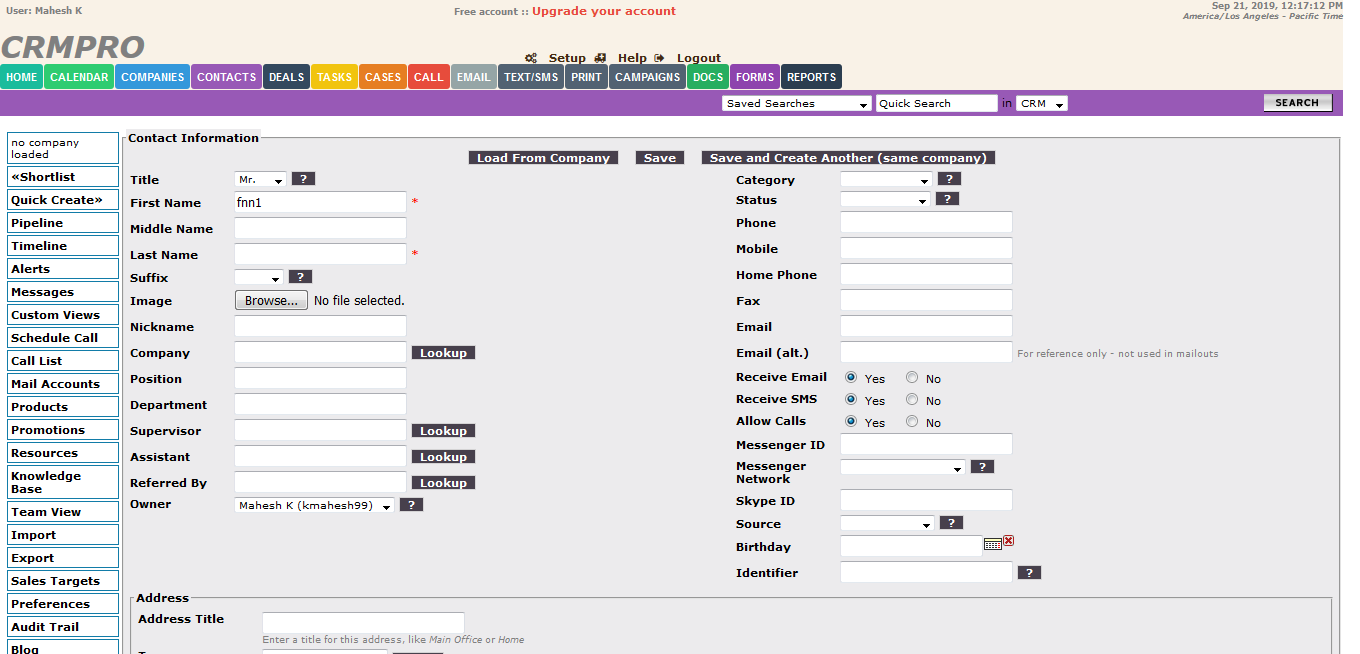 User: Mahesh K
Free account :: Upgrade your account
Sep 21, 2019, 12:17:12 PM
America/Los Angeles - Pacific Time
CRMPRO
Setup Help Logout
HOME CALENDAR COMPANIES CONTACTS DEALS TASKS CASES CALL EMAIL TEXT/SMS PRINT CAMPAIGNS DOCS FORMS REPORTS
Saved Searches Quick Search in CRM SEARCH
no company
loaded
«Shortlist
Quick Create»
Pipeline
Timeline
Alerts
Messages
Custom Views
Schedule Call
Call List
Mail Accounts
Products
Promotions
Resources
Knowledge
Base
Team View
Import
Export
Sales Targets
Preferences
Audit Trail
Blog
Contact Information
Load From Company Save Save and Create Another (same company)
Title Mr. ?
First Name fnn1 *
Middle Name
Last Name *
Suffix ?
Image Browse... No file selected.
Nickname
Company Lookup
Position
Department
Supervisor Lookup
Assistant Lookup
Referred By Lookup
Owner Mahesh K (kmahesh99) ?
Category ?
Status ?
Phone
Mobile
Home Phone
Fax
Email
Email (alt.) For reference only - not used in mailouts
Receive Email Yes No
Receive SMS Yes No
Allow Calls Yes No
Messenger ID
Messenger
Network ?
Skype ID
Source ?
Birthday
Identifier ?
Address
Address Title
Enter a title for this address, like Main Office or Home